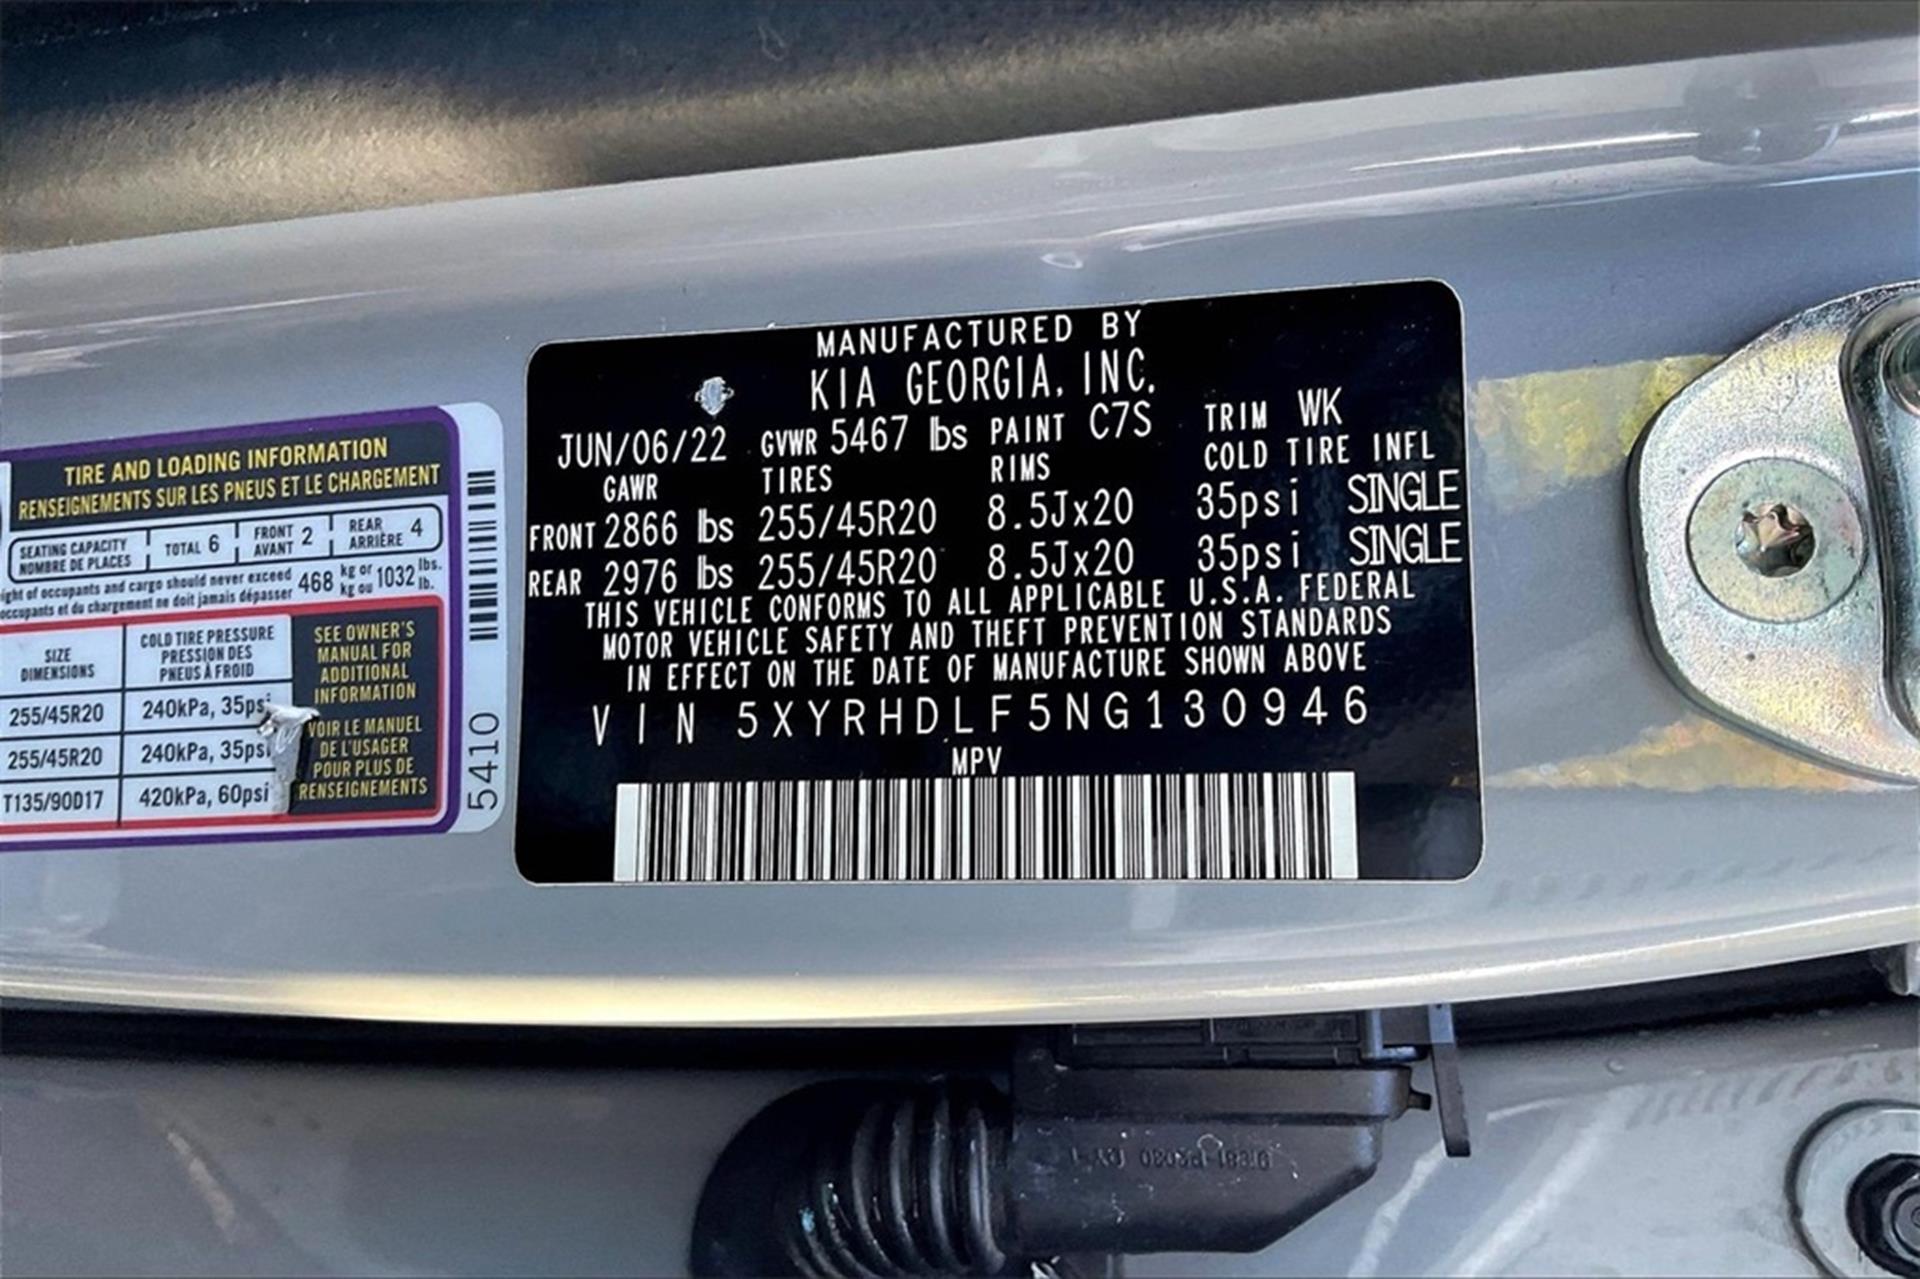 TIRE AND LOADING INFORMATION
RENSEIGNEMENTS SUR LES PNEUS ET LE CHARGEMENT
SEATING CAPACITY
NOMBRE DE PLACES
TOTAL 6
FRONT
AVANT 2
REAR
ARRIÈRE 4
of occupants and cargo should never exceed 468 kg or 1032 lbs.
occupants et du chargement ne doit jamais dépasser kg ou lb.
SIZE
DIMENSIONS
COLD TIRE PRESSURE
PRESSION DES
PNEUS À FROID
255/45R20 240kPa, 35psi
255/45R20 240kPa, 35psi
T135/90D17 420kPa, 60psi
SEE OWNER'S
MANUAL FOR
ADDITIONAL
INFORMATION
VOIR LE MANUEL
DE L'USAGER
POUR PLUS DE
RENSEIGNEMENTS
5410
MANUFACTURED BY
KIA GEORGIA, INC.
JUN/06/22 GVWR 5467 lbs PAINT C7S TRIM WK
GAWR TIRES RIMS COLD TIRE INFL
FRONT 2866 lbs 255/45R20 8.5Jx20 35psi SINGLE
REAR 2976 lbs 255/45R20 8.5Jx20 35psi SINGLE
THIS VEHICLE CONFORMS TO ALL APPLICABLE U.S.A. FEDERAL
MOTOR VEHICLE SAFETY AND THEFT PREVENTION STANDARDS
IN EFFECT ON THE DATE OF MANUFACTURE SHOWN ABOVE
VIN 5XYRHDLF5NG130946
MPV